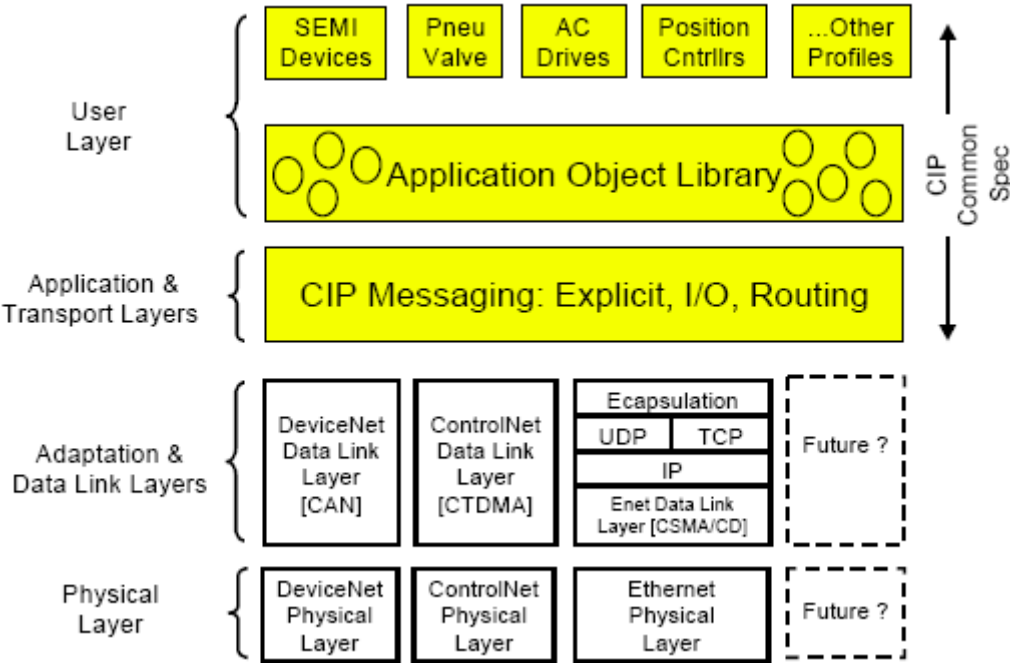 SEMI
Devices
Pneu
Valve
AC
Drives
Position
Cntrllrs
...Other
Profiles
User
Layer
Application Object Library
CIP
Common
Spec
Application &
Transport Layers
CIP Messaging: Explicit, I/O, Routing
Adaptation &
Data Link Layers
DeviceNet
Data Link
Layer
[CAN]
ControlNet
Data Link
Layer
[CTDMA]
Ecapsulation
UDP
TCP
IP
Enet Data Link
Layer [CSMA/CD]
Future ?
Physical
Layer
DeviceNet
Physical
Layer
ControlNet
Physical
Layer
Ethernet
Physical
Layer
Future ?